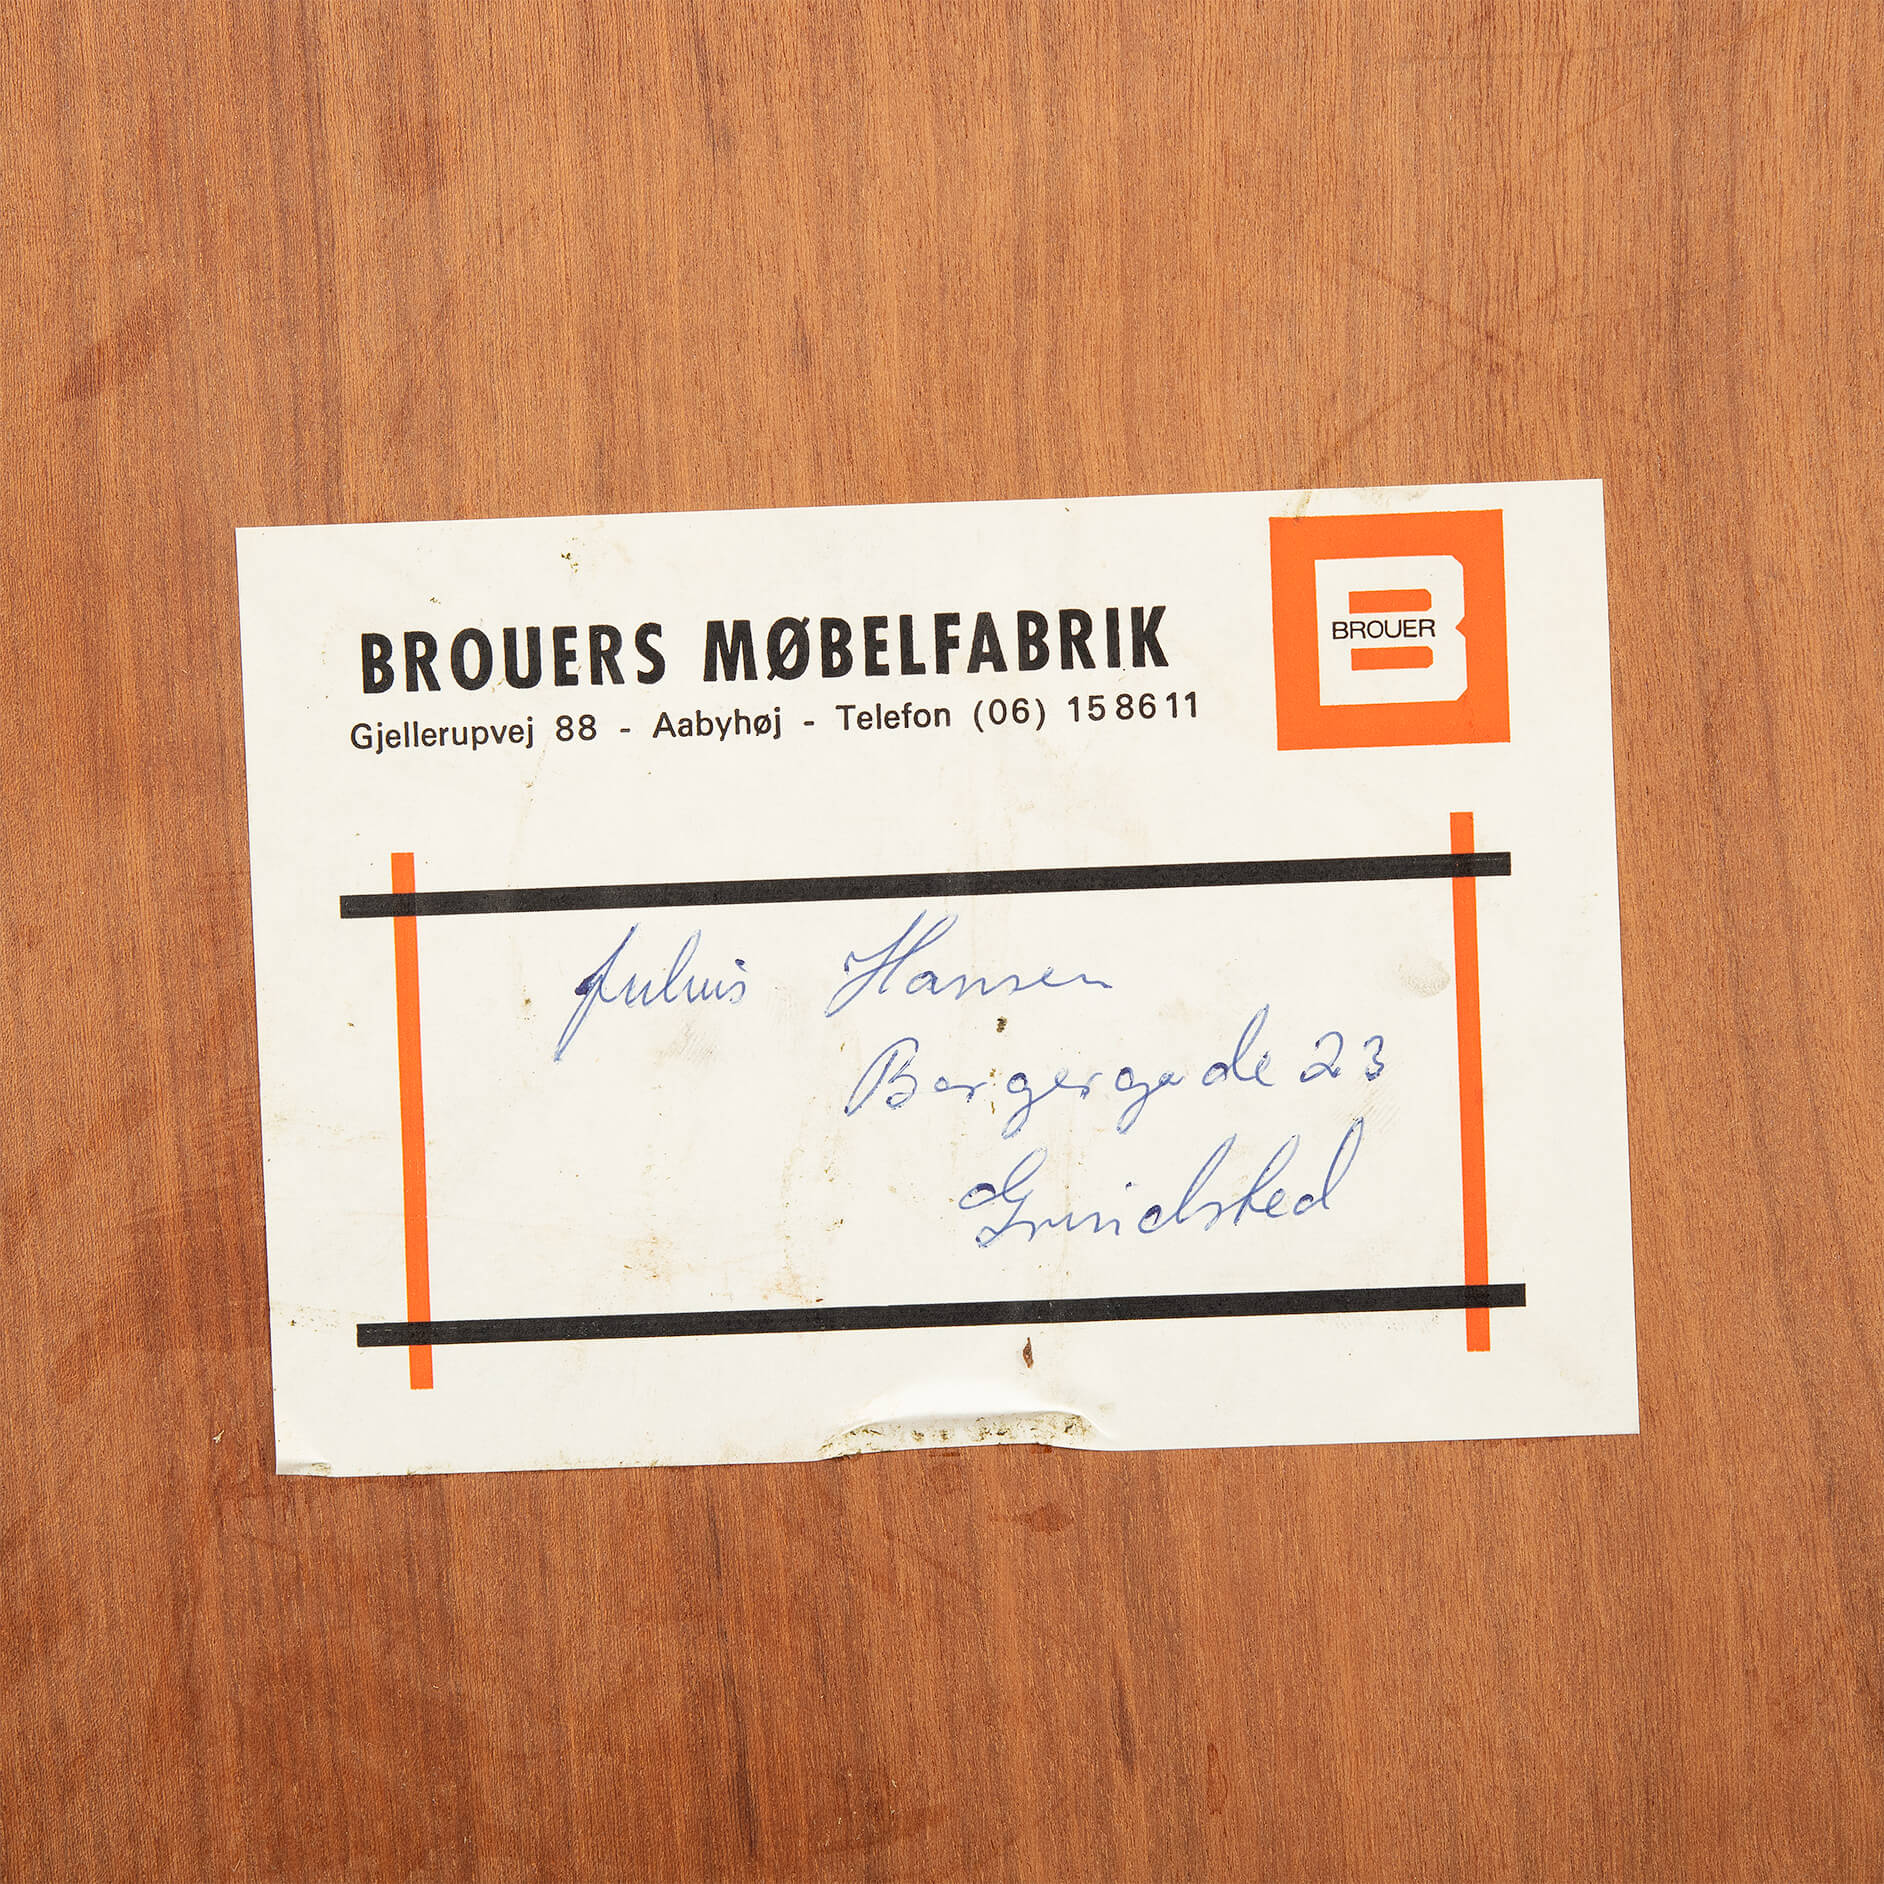 BROUERS MØBELFABRIK
Gjellerupvej 88 - Aabyhøj - Telefon (06) 15 86 11
BROUER
Julius Hansen
Borgergade 23
Grindsted